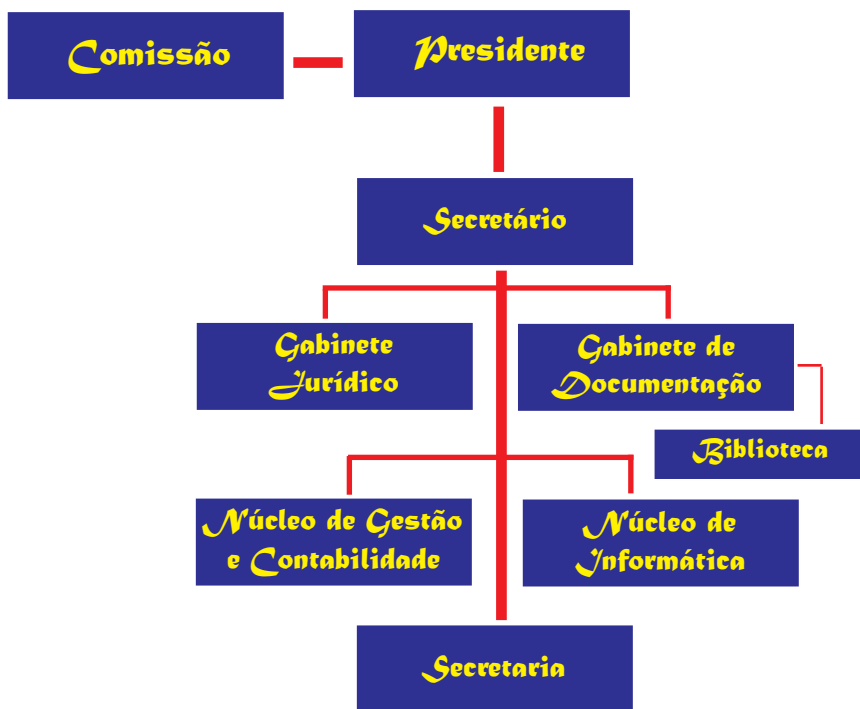 Comissão
Presidente
Secretário
Gabinete
Jurídico
Gabinete de
Documentação
Biblioteca
Núcleo de Gestão
e Contabilidade
Núcleo de
Informática
Secretaria